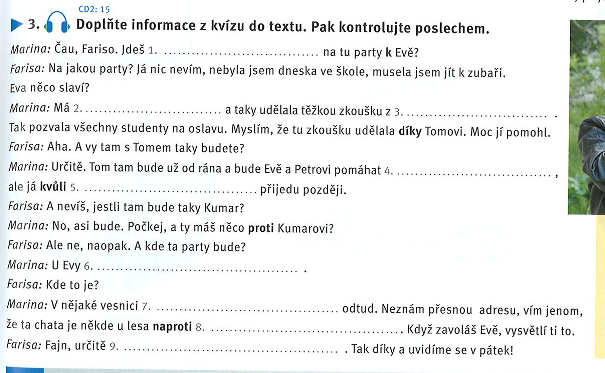 CD2: 15
3. Doplňte informace z kvízu do textu. Pak kontrolujte poslechem.
Marina: Čau, Fariso. Jdeš 1. ................................ na tu party k Evě?
Farisa: Na jakou party? Já nic nevím, nebyla jsem dneska ve škole, musela jsem jít k zubaři.
Eva něco slaví?
Marina: Má 2. ............................ a taky udělala těžkou zkoušku z 3. ............................... .
Tak pozvala všechny studenty na oslavu. Myslím, že tu zkoušku udělala díky Tomovi. Moc jí pomohl.
Farisa: Aha. A vy tam s Tomem taky budete?
Marina: Určitě. Tom tam bude už od rána a bude Evě a Petrovi pomáhat 4. ................................ ,
ale já kvůli 5. .................................... přijedu později.
Farisa: A nevíš, jestli tam bude taky Kumar?
Marina: No, asi bude. Počkej, a ty máš něco proti Kumarovi?
Farisa: Ale ne, naopak. A kde ta party bude?
Marina: U Evy 6. .......................................... .
Farisa: Kde to je?
Marina: V nějaké vesnici 7. ...................................... odtud. Neznám přesnou adresu, vím jenom,
že ta chata je někde u lesa naproti 8. ....................................... . Když zavoláš Evě, vysvětlí ti to.
Farisa: Fajn, určitě 9. .............................................. . Tak díky a uvidíme se v pátek!